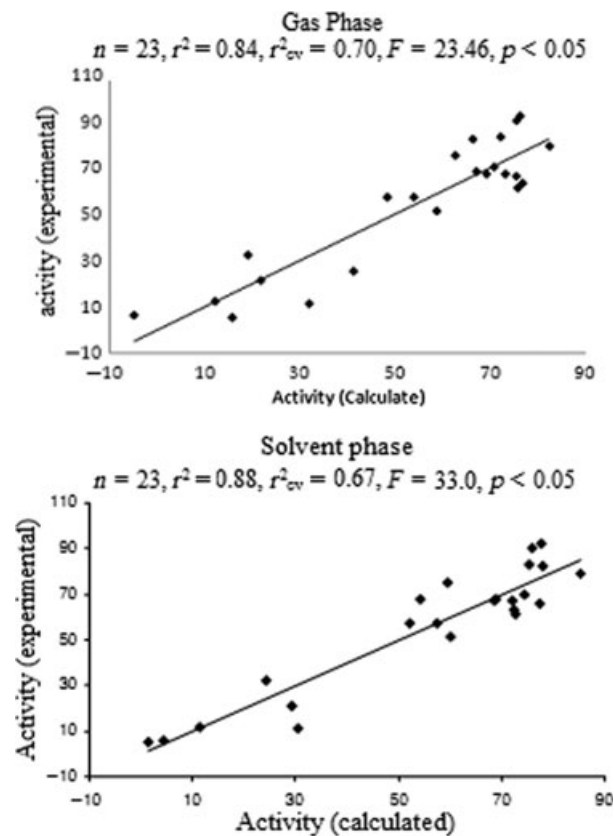 Gas Phase
n = 23, r² = 0.84, r²cv = 0.70, F = 23.46, p < 0.05
110
90
70
50
30
10
−10
acivity (experimental)
−10 10 30 50 70 90
Activity (Calculate)
Solvent phase
n = 23, r² = 0.88, r²cv = 0.67, F = 33.0, p < 0.05
110
90
70
50
30
10
−10
Activity (experimental)
−10 10 30 50 70 90
Activity (calculated)